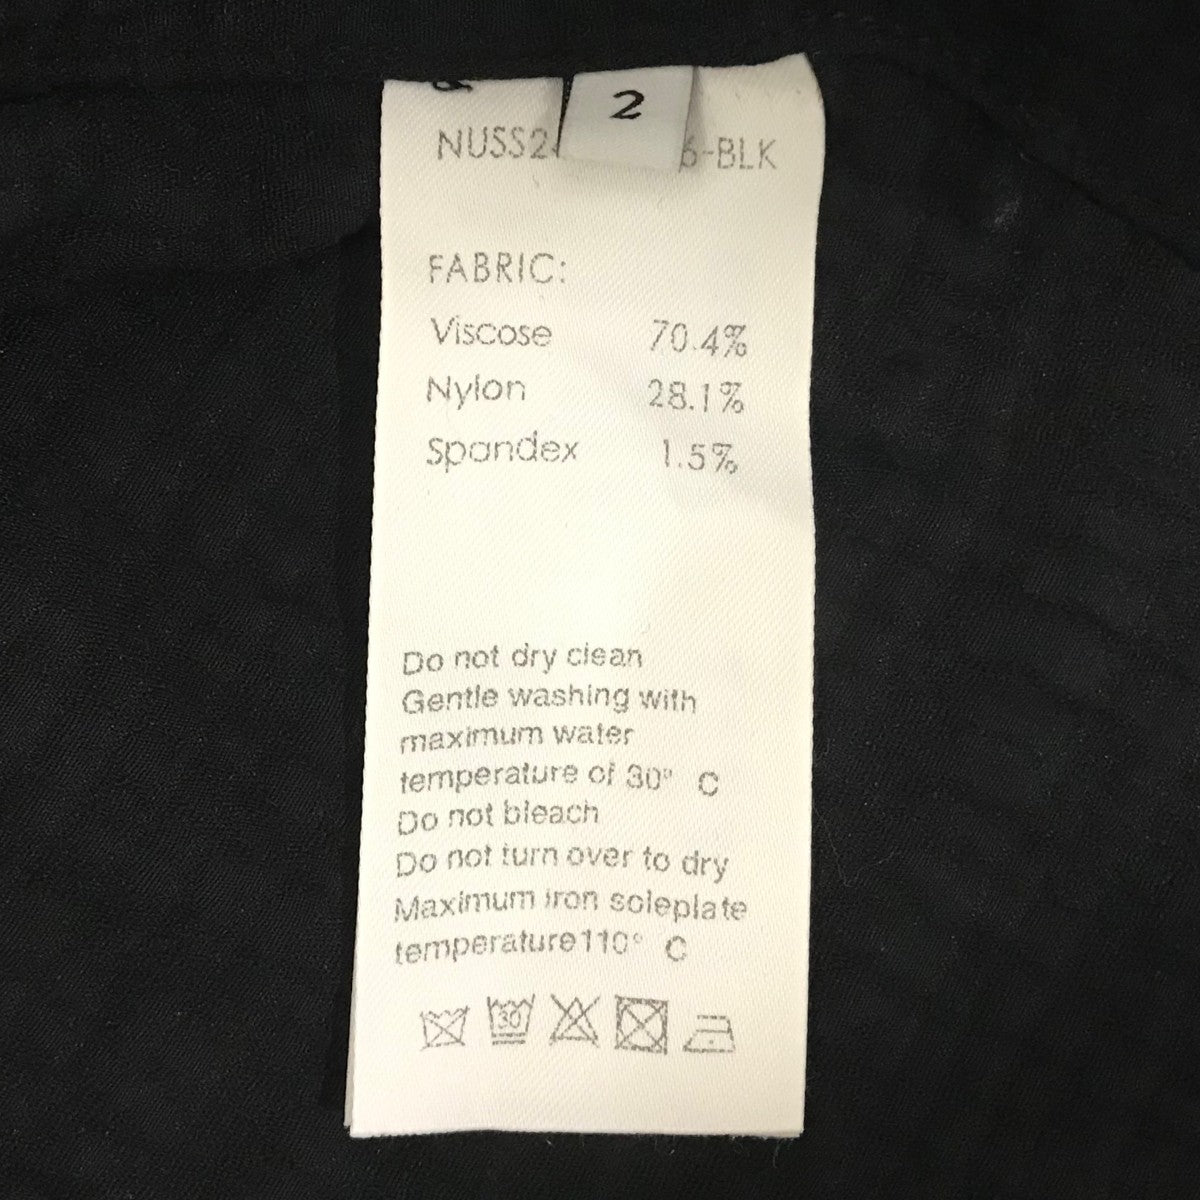 2
NUSS2 6-BLK
FABRIC:
Viscose 70.4%
Nylon 28.1%
Spandex 1.5%
Do not dry clean
Gentle washing with
maximum water
temperature of 30° C
Do not bleach
Do not turn over to dry
Maximum iron soleplate
temperature110° C
30